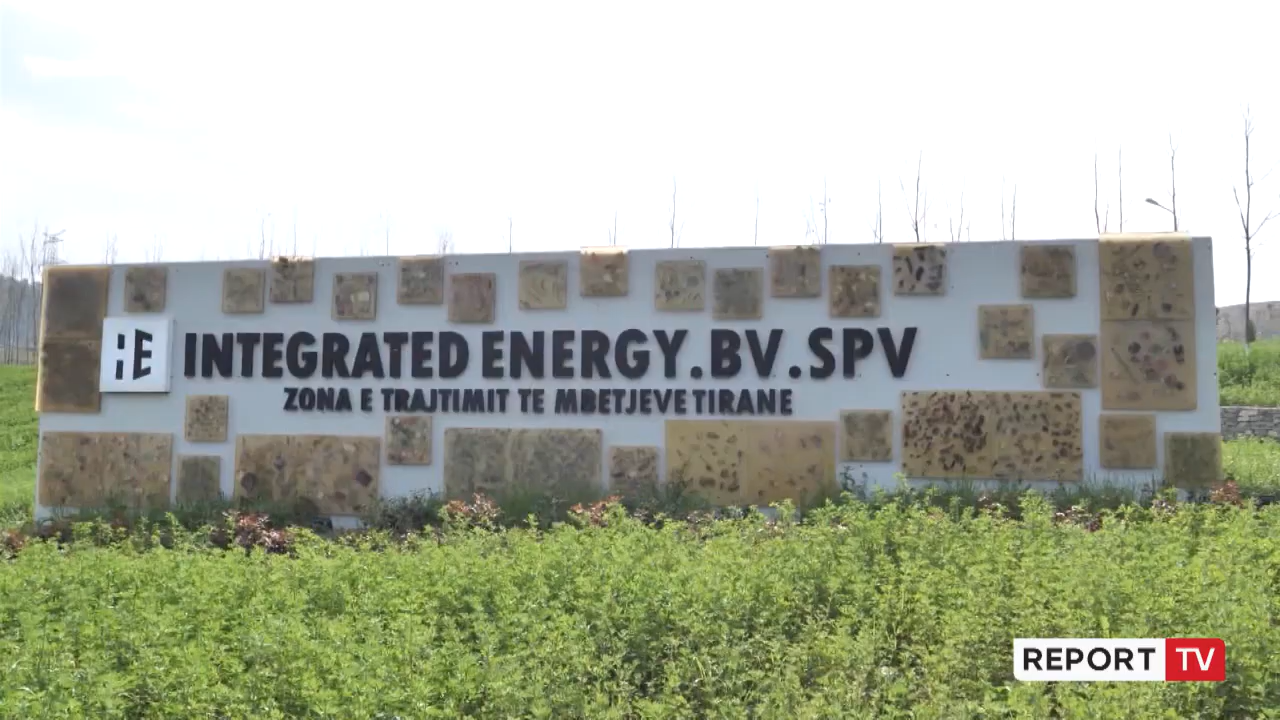 iE INTEGRATED ENERGY.BV.SPV
ZONA E TRAJTIMIT TE MBETJEVE TIRANE
REPORT TV